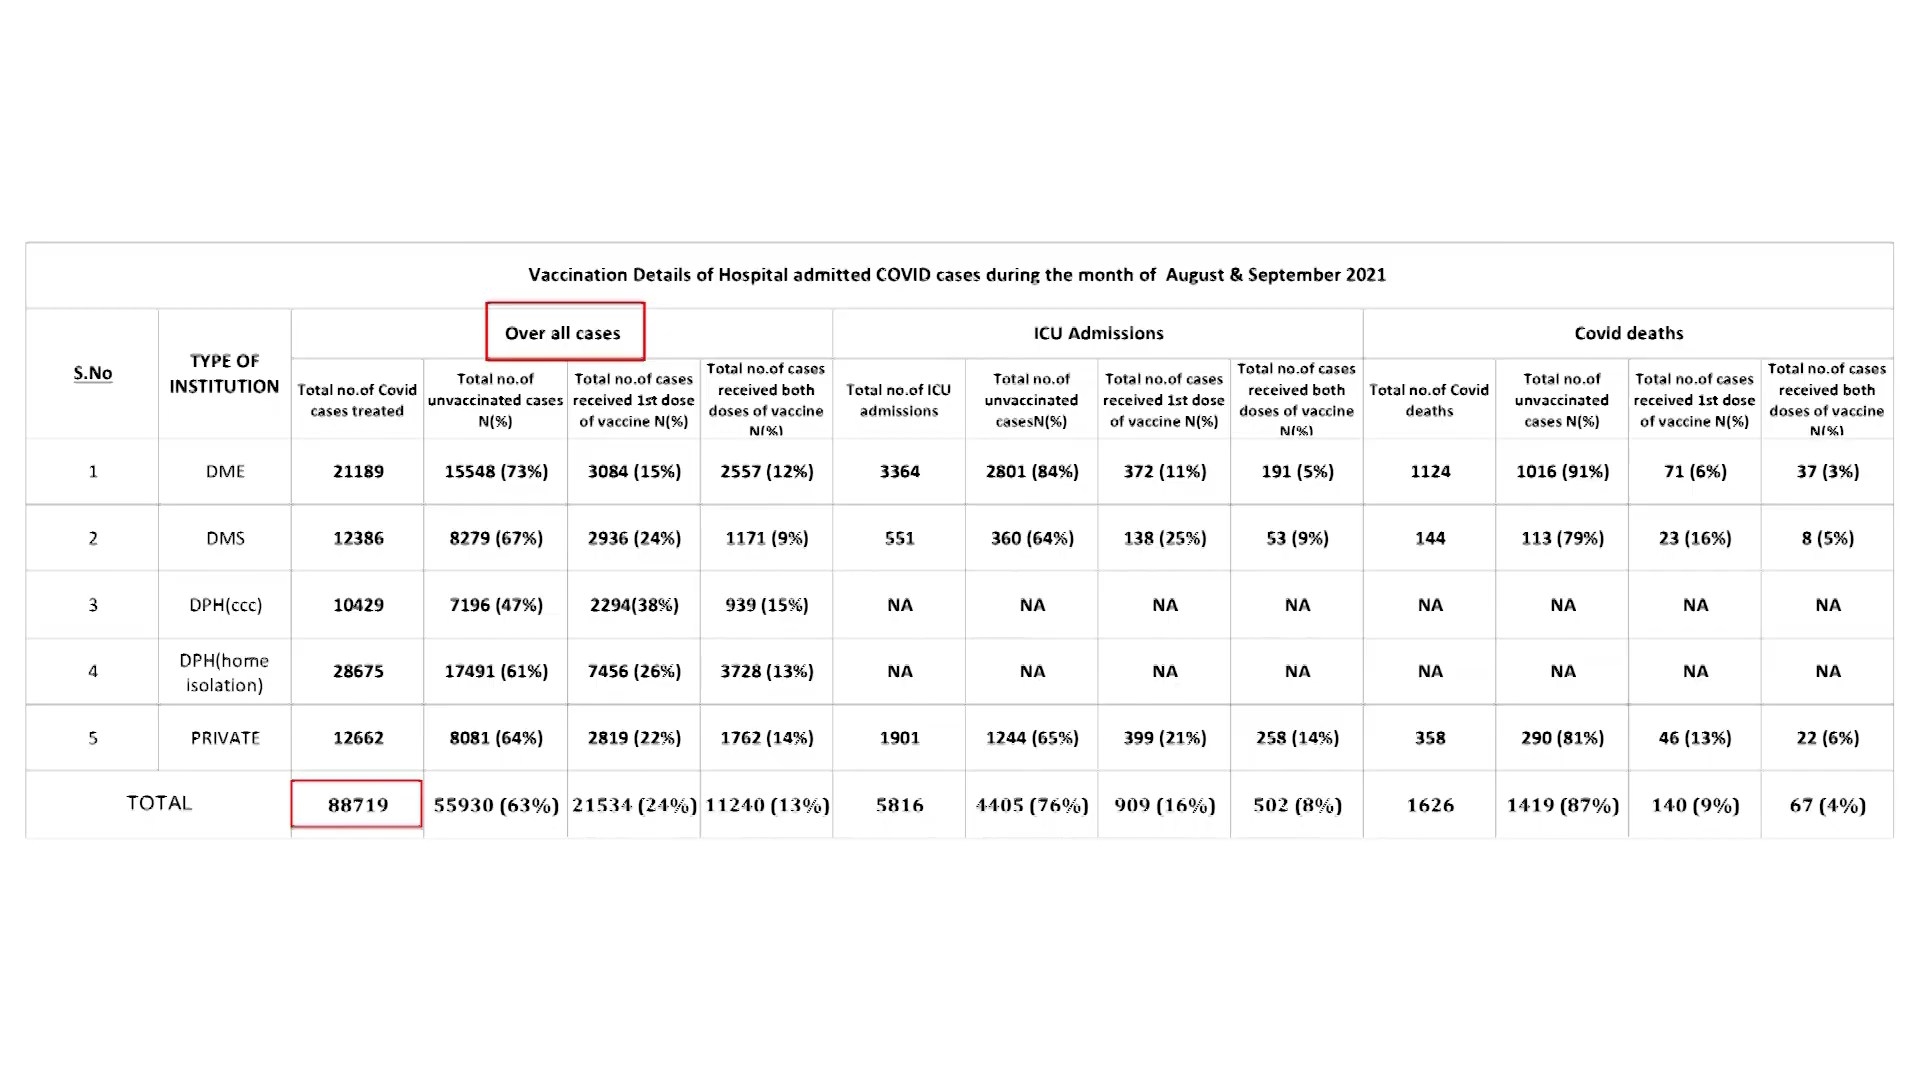 Vaccination Details of Hospital admitted COVID cases during the month of August & September 2021
S.No
TYPE OF
INSTITUTION
Over all cases
ICU Admissions
Covid deaths
Total no.of Covid
cases treated
Total no.of
unvaccinated cases
N(%)
Total no.of cases
received 1st dose
of vaccine N(%)
Total no.of cases
received both
doses of vaccine
N(%)
Total no.of ICU
admissions
Total no.of
unvaccinated
casesN(%)
Total no.of cases
received 1st dose
of vaccine N(%)
Total no.of cases
received both
doses of vaccine
N(%)
Total no.of Covid
deaths
Total no.of
unvaccinated
cases N(%)
Total no.of cases
received 1st dose
of vaccine N(%)
Total no.of cases
received both
doses of vaccine
N(%)
1 DME 21189 15548 (73%) 3084 (15%) 2557 (12%) 3364 2801 (84%) 372 (11%) 191 (5%) 1124 1016 (91%) 71 (6%) 37 (3%)
2 DMS 12386 8279 (67%) 2936 (24%) 1171 (9%) 551 360 (64%) 138 (25%) 53 (9%) 144 113 (79%) 23 (16%) 8 (5%)
3 DPH(ccc) 10429 7196 (47%) 2294(38%) 939 (15%) NA NA NA NA NA NA NA NA
4 DPH(home
isolation) 28675 17491 (61%) 7456 (26%) 3728 (13%) NA NA NA NA NA NA NA NA
5 PRIVATE 12662 8081 (64%) 2819 (22%) 1762 (14%) 1901 1244 (65%) 399 (21%) 258 (14%) 358 290 (81%) 46 (13%) 22 (6%)
TOTAL 88719 55930 (63%) 21534 (24%) 11240 (13%) 5816 4405 (76%) 909 (16%) 502 (8%) 1626 1419 (87%) 140 (9%) 67 (4%)